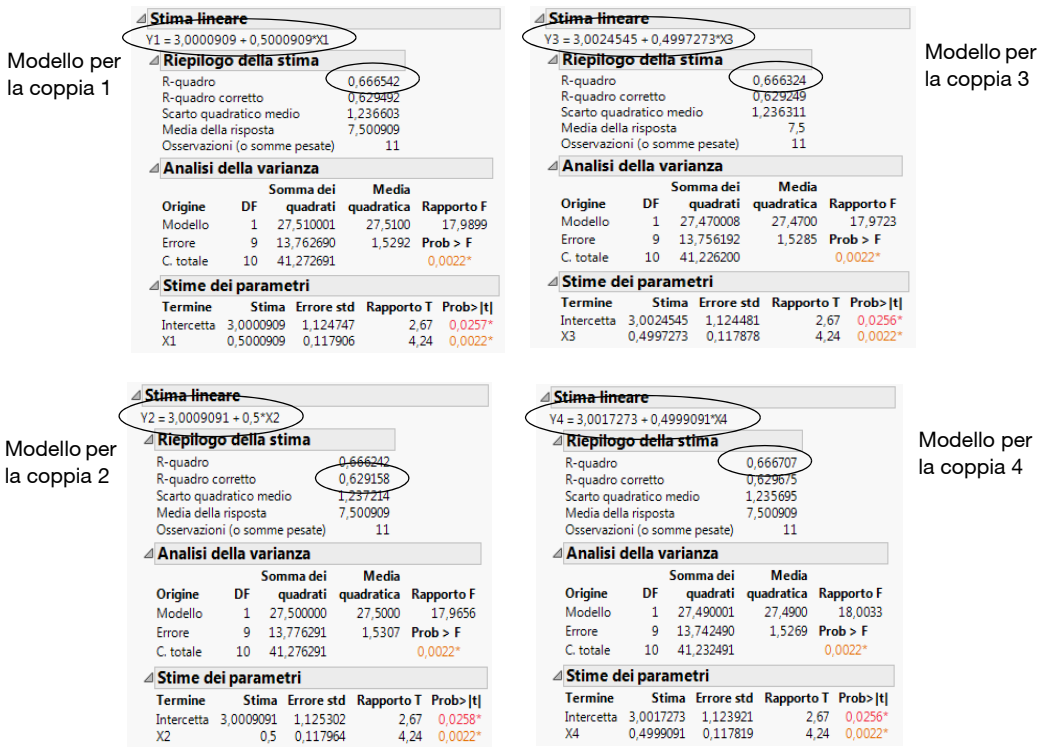 Modello per
la coppia 1
Stima lineare
Y1 = 3,0000909 + 0,5000909*X1
Riepilogo della stima
R-quadro 0,666542
R-quadro corretto 0,629492
Scarto quadratico medio 1,236603
Media della risposta 7,500909
Osservazioni (o somme pesate) 11
Analisi della varianza
Somma dei Media
Origine DF quadrati quadratica Rapporto F
Modello 1 27,510001 27,5100 17,9899
Errore 9 13,762690 1,5292 Prob > F
C. totale 10 41,272691 0,0022*
Stime dei parametri
Termine Stima Errore std Rapporto T Prob>|t|
Intercetta 3,0000909 1,124747 2,67 0,0257*
X1 0,5000909 0,117906 4,24 0,0022*
Modello per
la coppia 3
Stima lineare
Y3 = 3,0024545 + 0,4997273*X3
Riepilogo della stima
R-quadro 0,666324
R-quadro corretto 0,629249
Scarto quadratico medio 1,236311
Media della risposta 7,5
Osservazioni (o somme pesate) 11
Analisi della varianza
Somma dei Media
Origine DF quadrati quadratica Rapporto F
Modello 1 27,470008 27,4700 17,9723
Errore 9 13,756192 1,5285 Prob > F
C. totale 10 41,226200 0,0022*
Stime dei parametri
Termine Stima Errore std Rapporto T Prob>|t|
Intercetta 3,0024545 1,124481 2,67 0,0256*
X3 0,4997273 0,117878 4,24 0,0022*
Modello per
la coppia 2
Stima lineare
Y2 = 3,0009091 + 0,5*X2
Riepilogo della stima
R-quadro 0,666242
R-quadro corretto 0,629158
Scarto quadratico medio 1,237214
Media della risposta 7,500909
Osservazioni (o somme pesate) 11
Analisi della varianza
Somma dei Media
Origine DF quadrati quadratica Rapporto F
Modello 1 27,500000 27,5000 17,9656
Errore 9 13,776291 1,5307 Prob > F
C. totale 10 41,276291 0,0022*
Stime dei parametri
Termine Stima Errore std Rapporto T Prob>|t|
Intercetta 3,0009091 1,125302 2,67 0,0258*
X2 0,5 0,117964 4,24 0,0022*
Modello per
la coppia 4
Stima lineare
Y4 = 3,0017273 + 0,4999091*X4
Riepilogo della stima
R-quadro 0,666707
R-quadro corretto 0,629675
Scarto quadratico medio 1,235695
Media della risposta 7,500909
Osservazioni (o somme pesate) 11
Analisi della varianza
Somma dei Media
Origine DF quadrati quadratica Rapporto F
Modello 1 27,490001 27,4900 18,0033
Errore 9 13,742490 1,5269 Prob > F
C. totale 10 41,232491 0,0022*
Stime dei parametri
Termine Stima Errore std Rapporto T Prob>|t|
Intercetta 3,0017273 1,123921 2,67 0,0256*
X4 0,4999091 0,117819 4,24 0,0022*